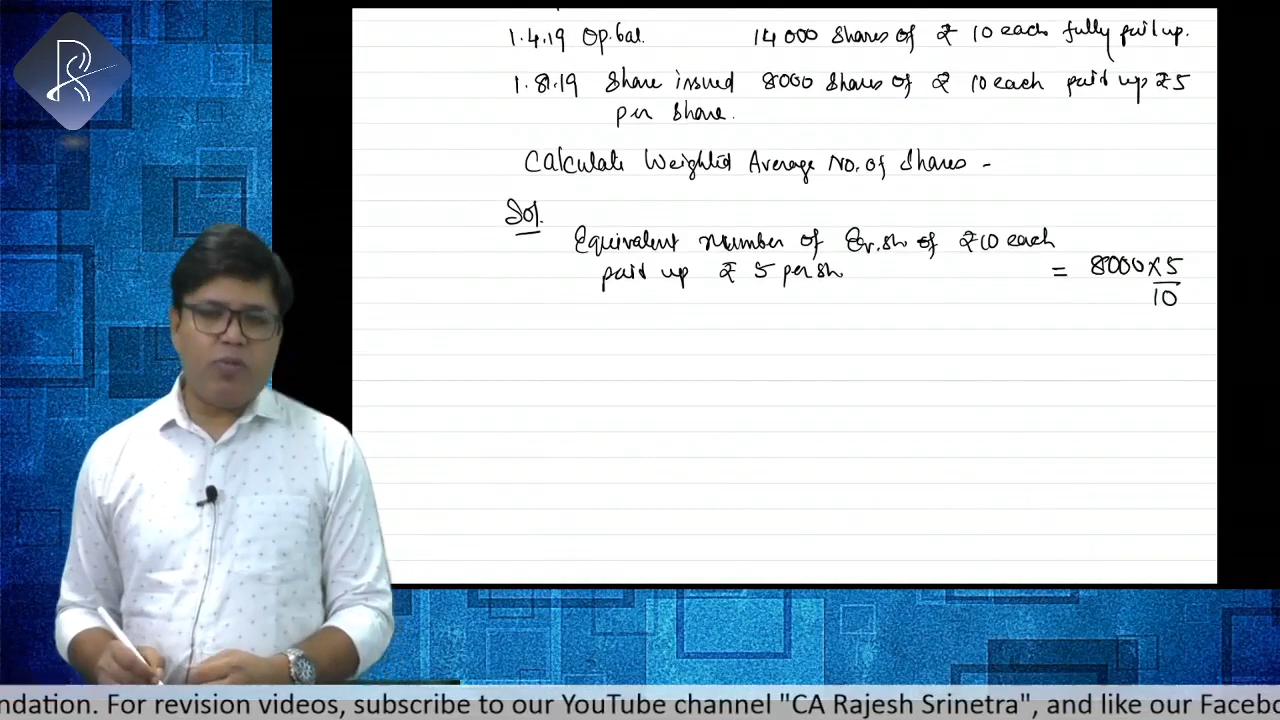 1.4.19 Op. bal. 14000 Shares of ₹ 10 each fully paid up.
1.8.19 Share issued 8000 Shares of ₹ 10 each paid up ₹5
per Share.
Calculate Weighted Average No. of Shares -
Sol.
Equivalent Number of Eq. sh of ₹10 each
paid up ₹ 5 per sh = 8000 × 5
10
ndation. For revision videos, subscribe to our YouTube channel "CA Rajesh Srinetra", and like our Facebo